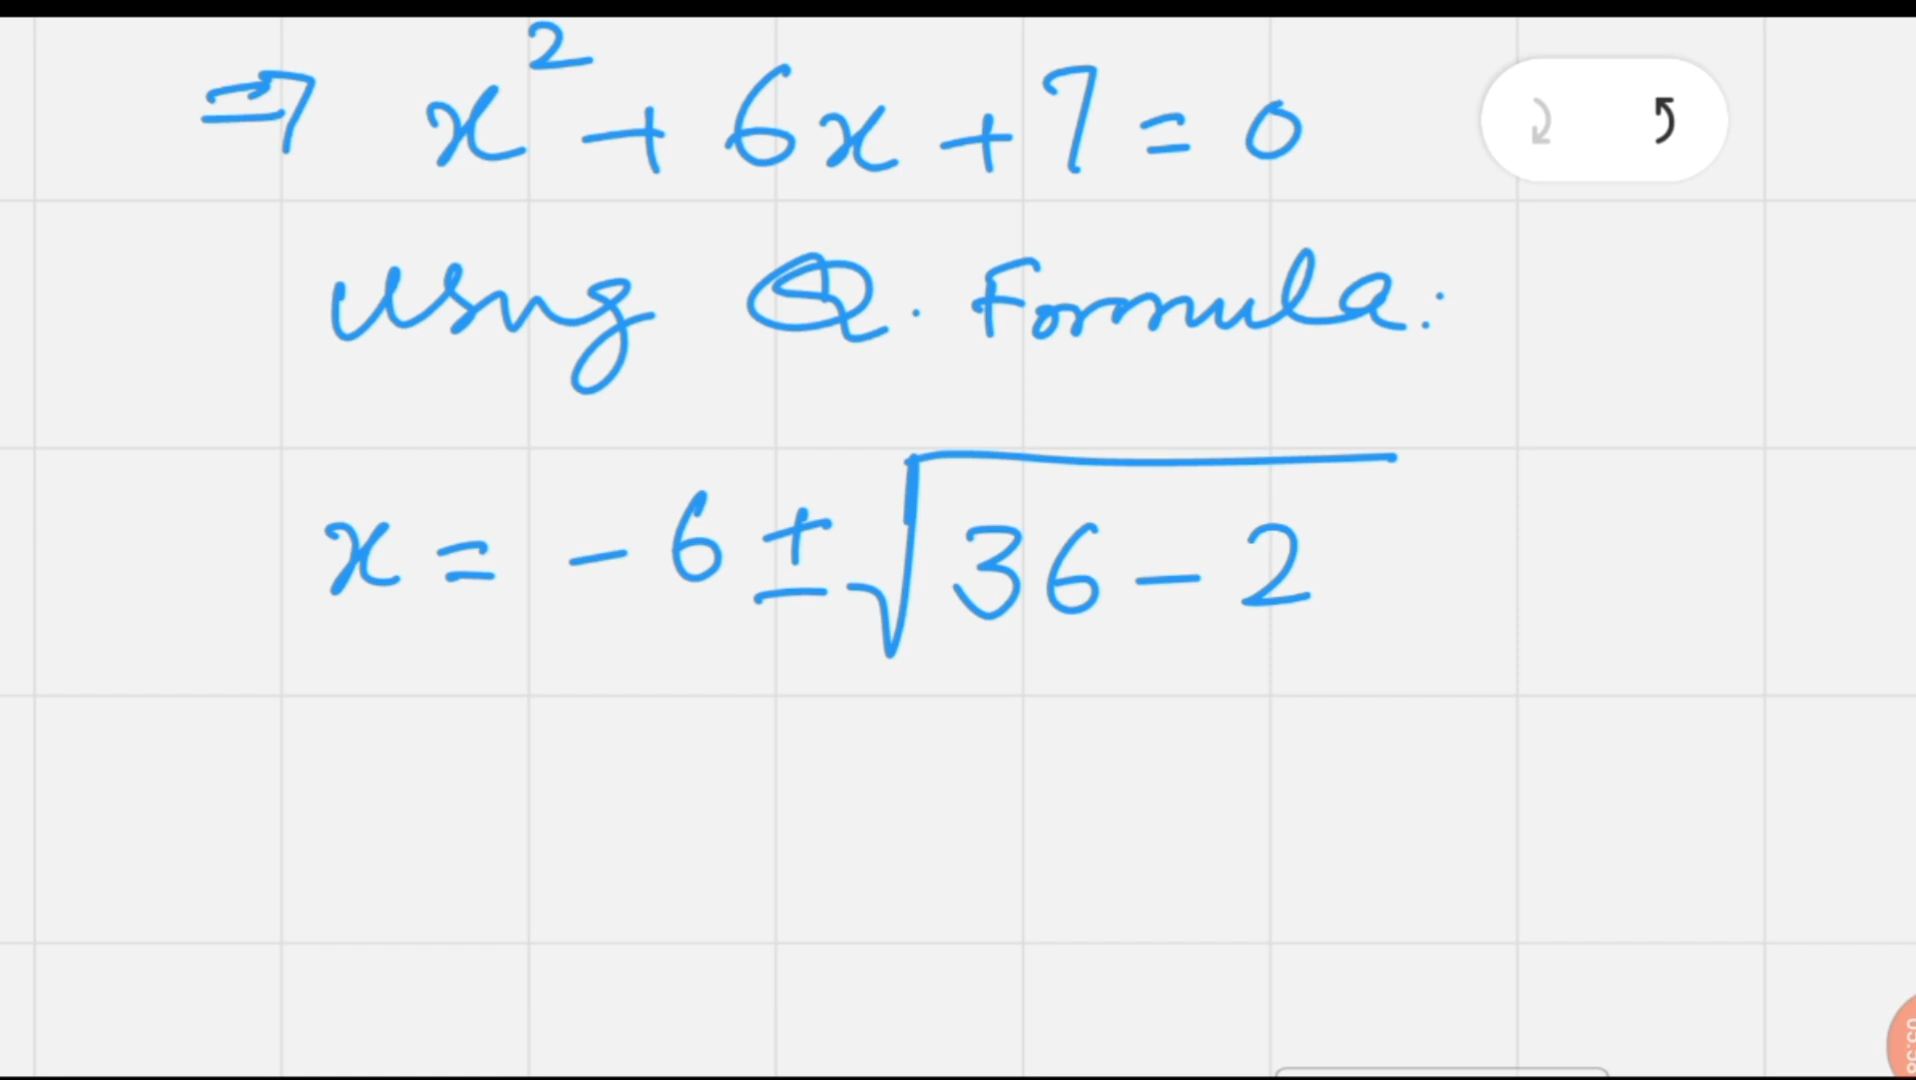 ⇒ x² + 6x + 7 = 0
Using Q. Formula:
x = - 6 ± √36 - 2